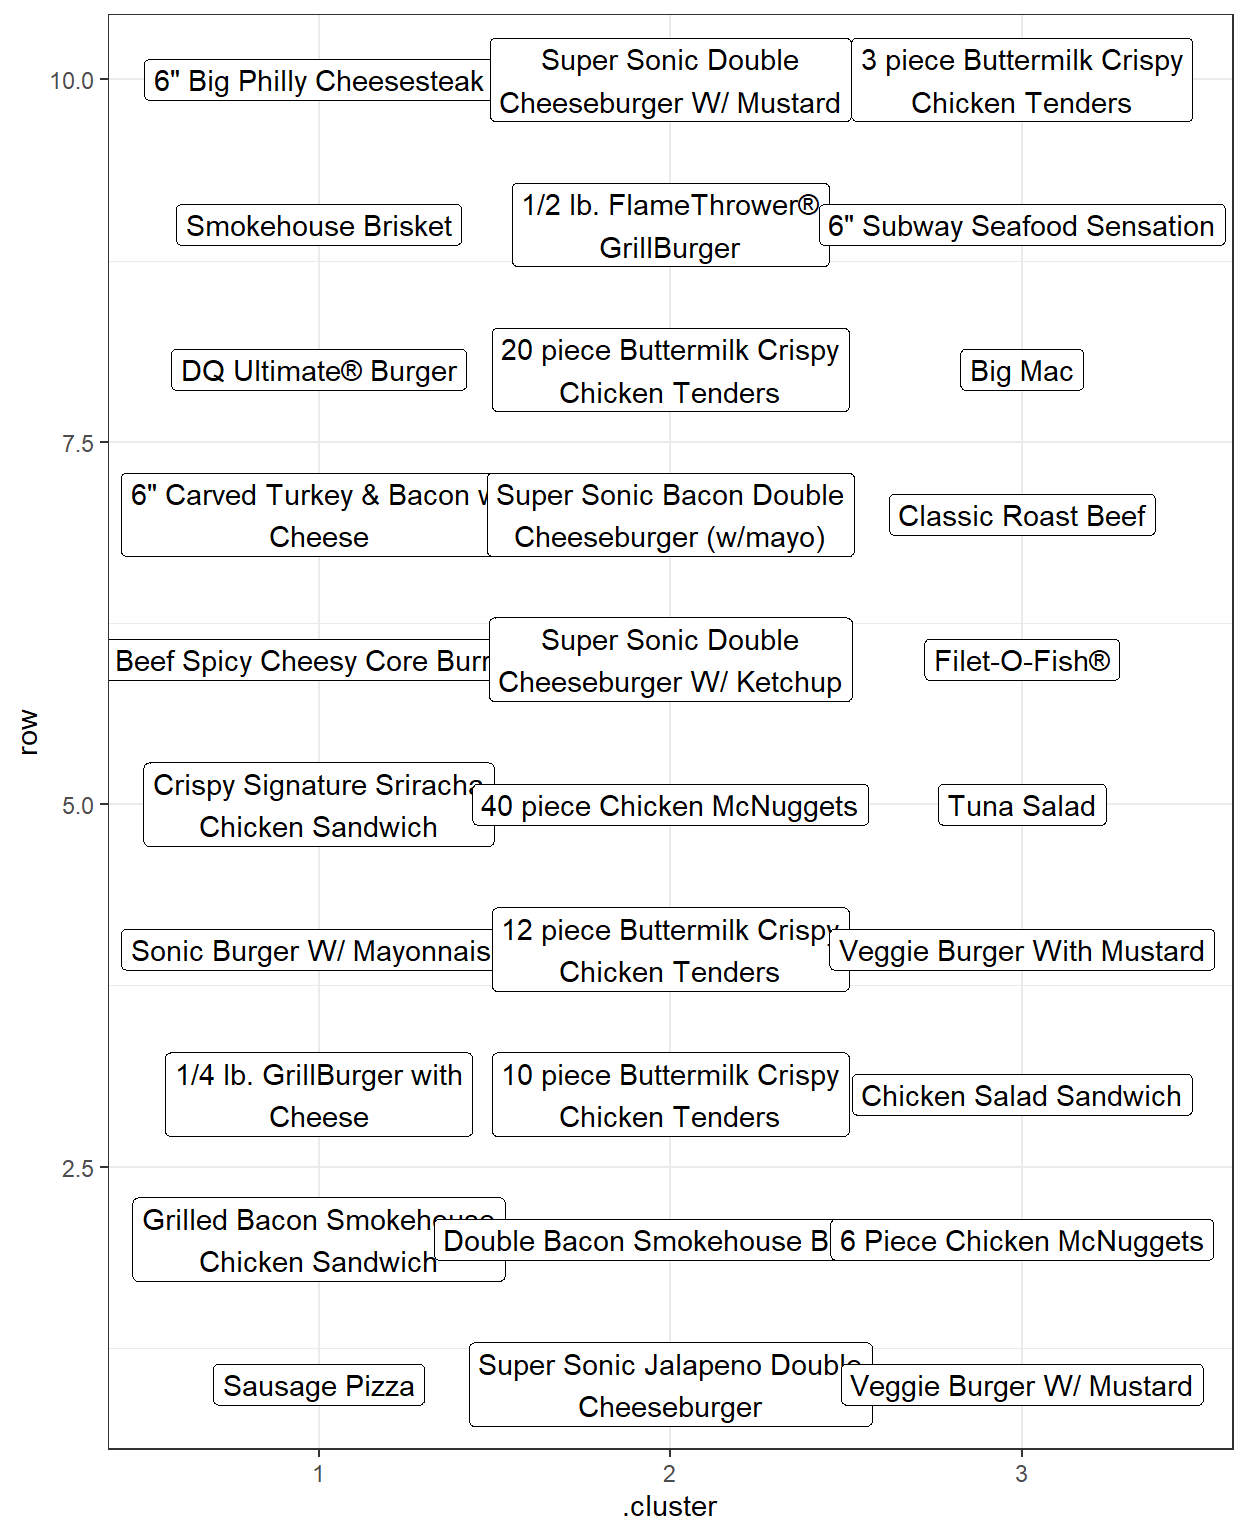 10.0
6" Big Philly Cheesesteak
Super Sonic Double
Cheeseburger W/ Mustard
3 piece Buttermilk Crispy
Chicken Tenders
Smokehouse Brisket
1/2 lb. FlameThrower®
GrillBurger
6" Subway Seafood Sensation
DQ Ultimate® Burger
20 piece Buttermilk Crispy
Chicken Tenders
Big Mac
7.5
6" Carved Turkey & Bacon
Cheese
Super Sonic Bacon Double
Cheeseburger (w/mayo)
Classic Roast Beef
Beef Spicy Cheesy Core
Super Sonic Double
Cheeseburger W/ Ketchup
Filet-O-Fish®
row
5.0
Crispy Signature Sriracha
Chicken Sandwich
40 piece Chicken McNuggets
Tuna Salad
Sonic Burger W/ Mayonnais
12 piece Buttermilk Crispy
Chicken Tenders
Veggie Burger With Mustard
1/4 lb. GrillBurger with
Cheese
10 piece Buttermilk Crispy
Chicken Tenders
Chicken Salad Sandwich
2.5
Grilled Bacon Smokehouse
Chicken Sandwich
Double Bacon Smokehouse B
6 Piece Chicken McNuggets
Sausage Pizza
Super Sonic Jalapeno Double
Cheeseburger
Veggie Burger W/ Mustard
1
2
3
.cluster